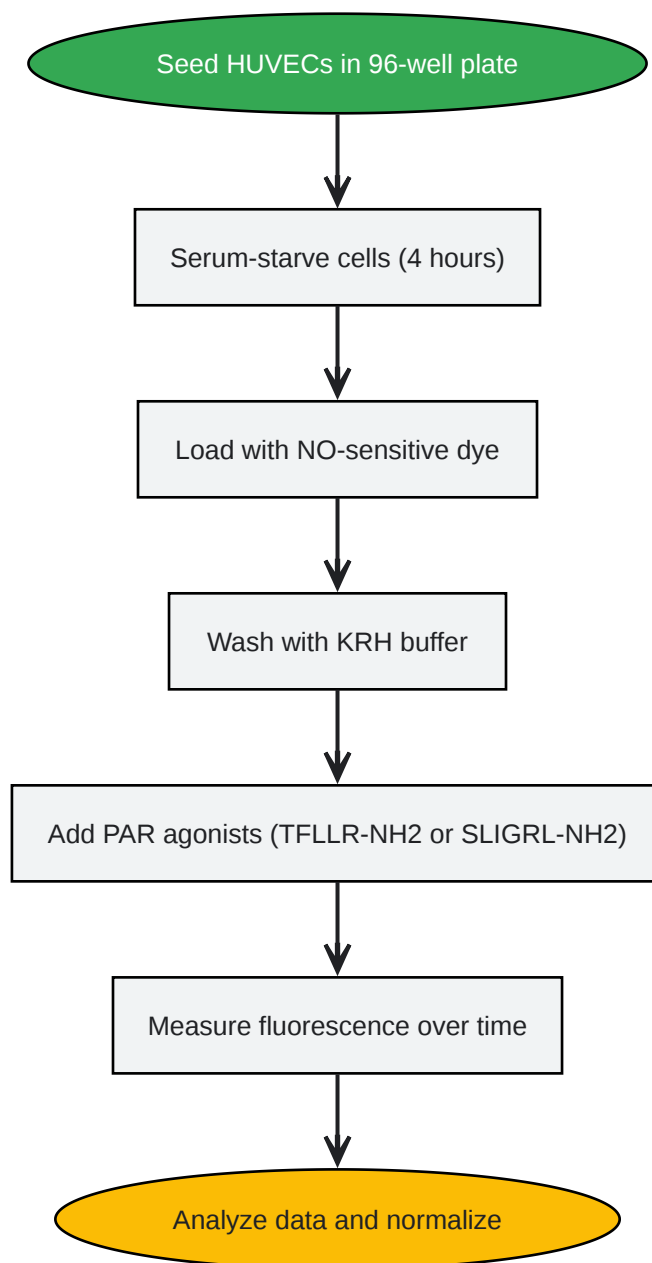 Seed HUVECs in 96-well plate
Serum-starve cells (4 hours)
Load with NO-sensitive dye
Wash with KRH buffer
Add PAR agonists (TFLLR-NH2 or SLIGRL-NH2)
Measure fluorescence over time
Analyze data and normalize